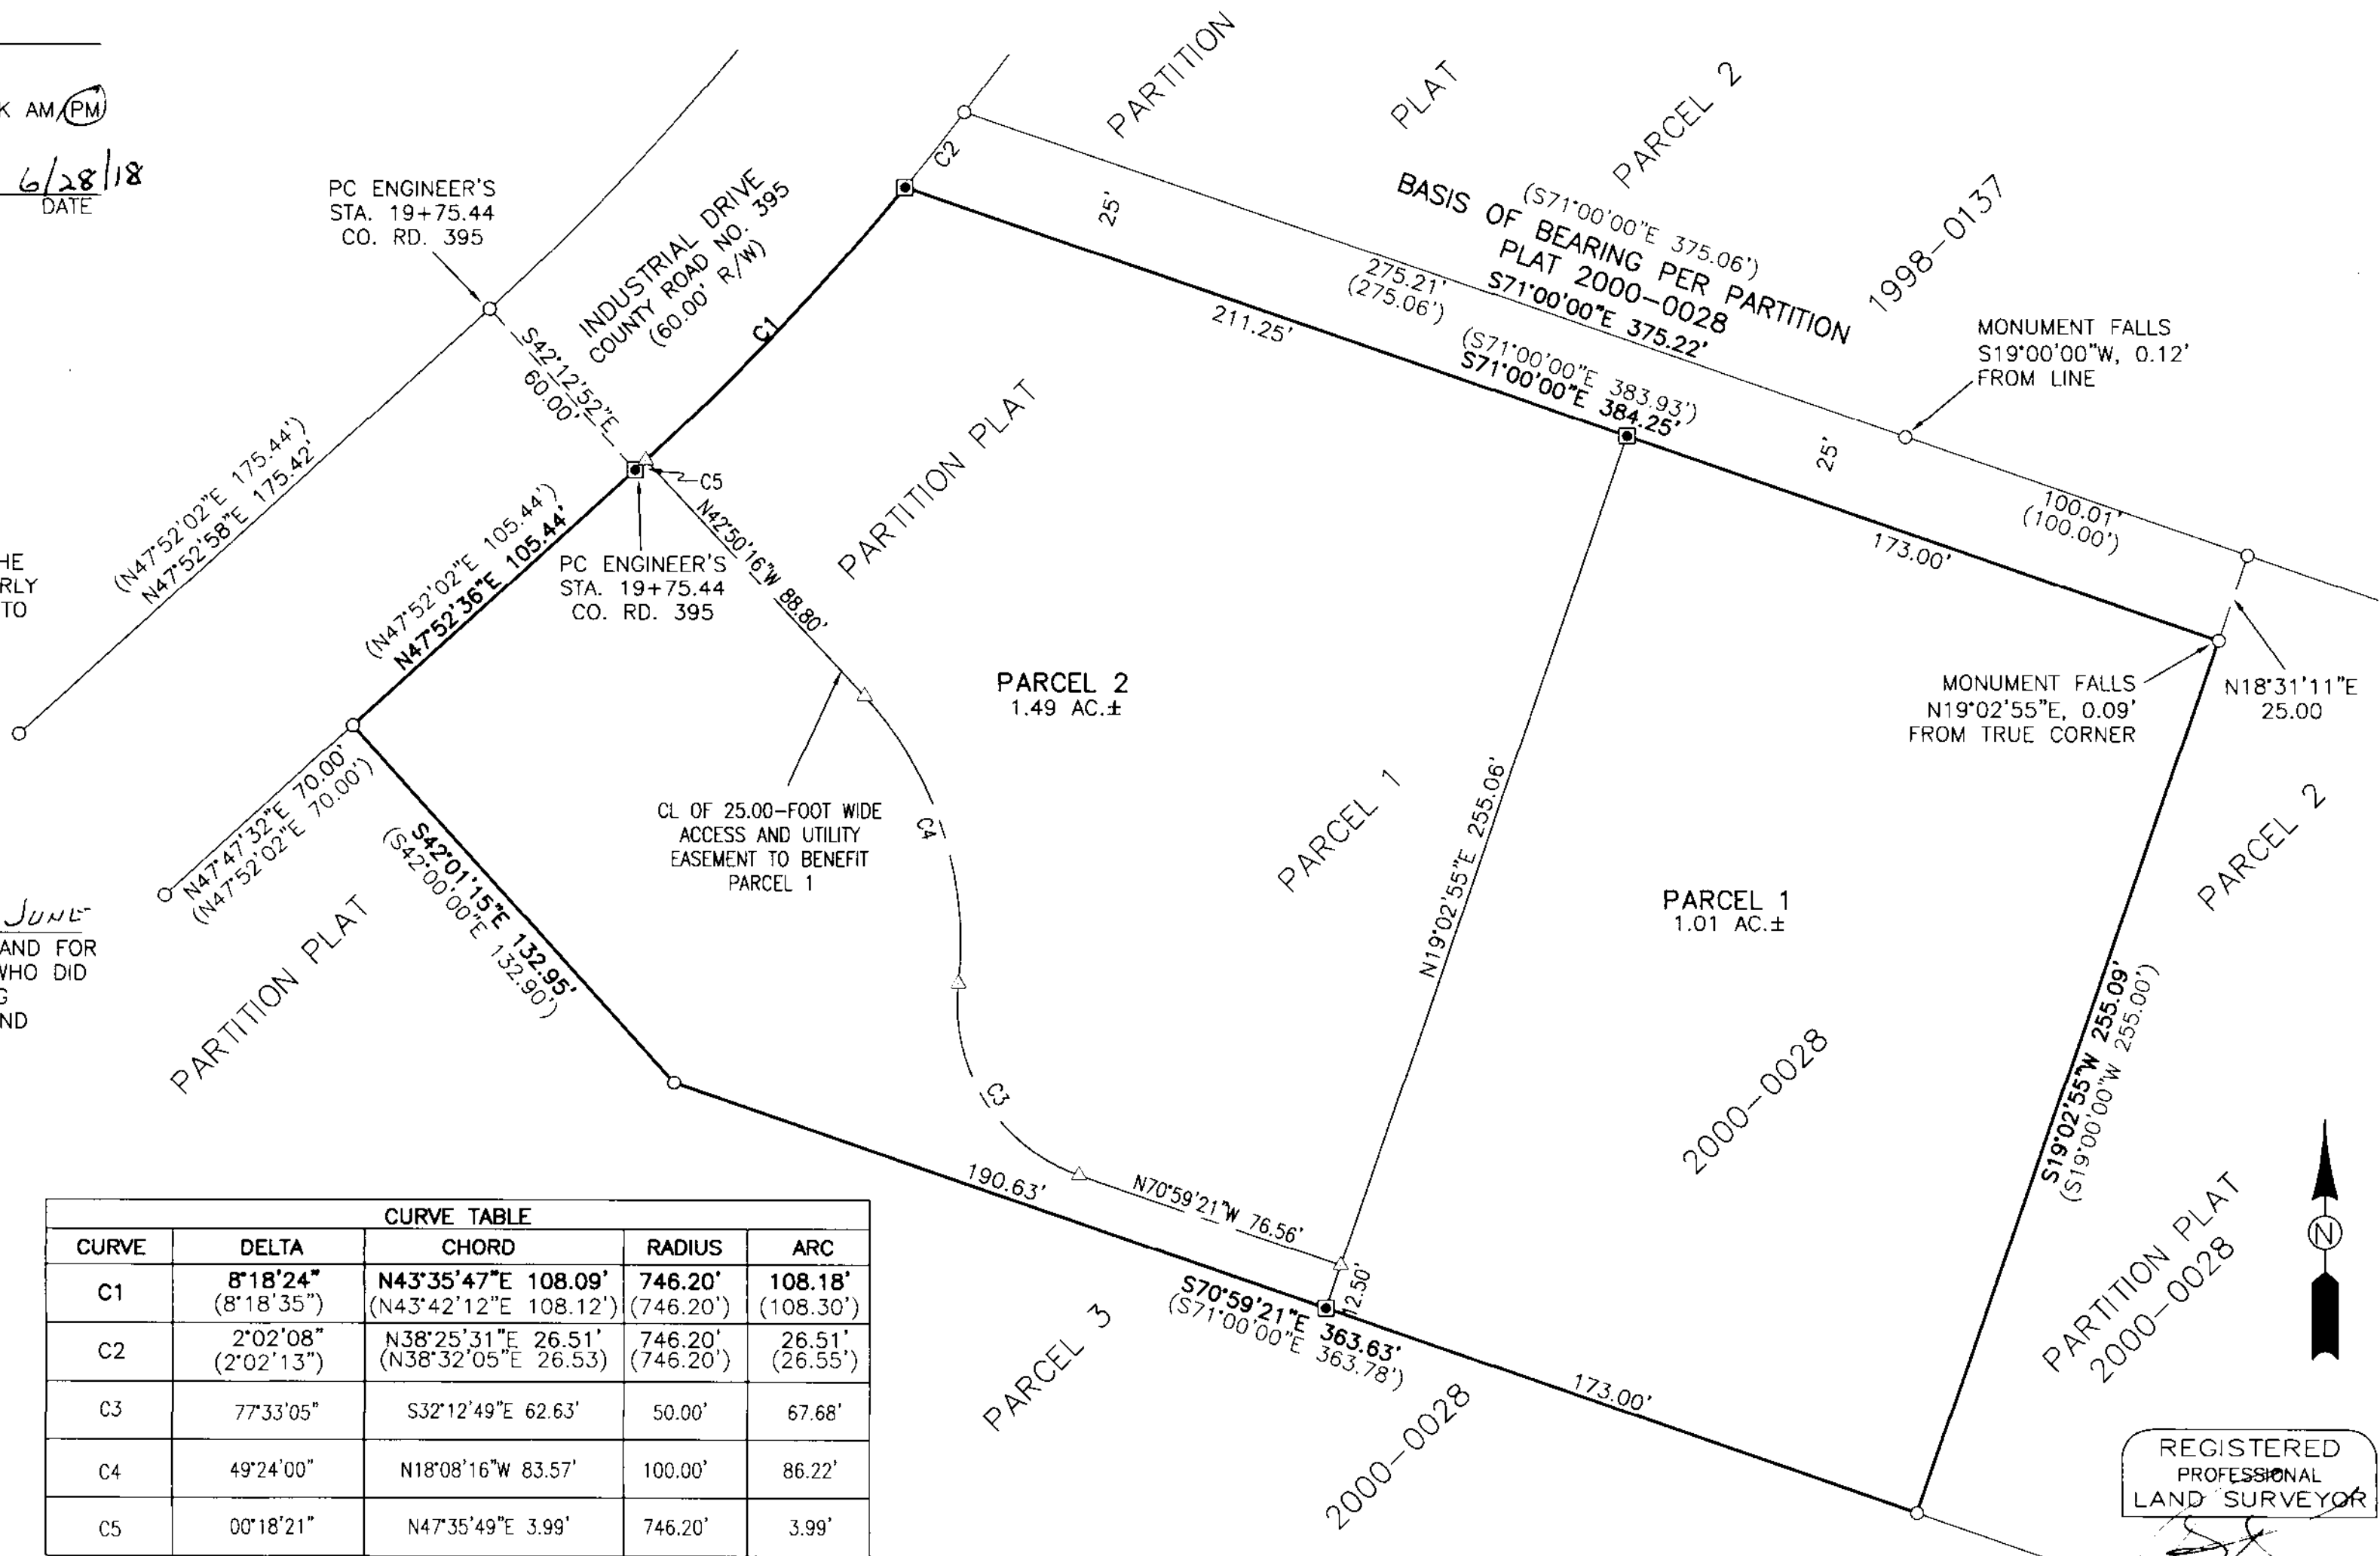 K AM/PM
6/28/18
DATE
PC ENGINEER'S
STA. 19+75.44
CO. RD. 395
INDUSTRIAL DRIVE
COUNTY ROAD NO. 395
(60.00' R/W)
C1
C2
S42°12'52"E
60.00'
PARTITION
PLAT
PARCEL 2
1998-0137
25'
(S71°00'00"E 375.06')
BASIS OF BEARING PER PARTITION
PLAT 2000-0028
S71°00'00"E 375.22'
275.21'
(275.06')
211.25'
(S71°00'00"E 383.93')
S71°00'00"E 384.25'
MONUMENT FALLS
S19°00'00"W, 0.12'
FROM LINE
25'
100.01'
(100.00')
173.00'
(N47°52'02"E 175.44')
N47°52'58"E 175.42'
(N47°52'02"E 105.44')
N47°52'36"E 105.44'
C5
PC ENGINEER'S
STA. 19+75.44
CO. RD. 395
N42°50'16"W 88.80'
PARTITION PLAT
HE
RLY
TO
PARCEL 2
1.49 AC.±
MONUMENT FALLS
N19°02'55"E, 0.09'
FROM TRUE CORNER
N18°31'11"E
25.00
CL OF 25.00-FOOT WIDE
ACCESS AND UTILITY
EASEMENT TO BENEFIT
PARCEL 1
C4
PARCEL 1
N19°02'55"E 255.06'
PARCEL 1
1.01 AC.±
PARCEL 2
N47°47'32"E 70.00'
(N47°52'02"E 70.00')
S42°01'15"E 132.95'
(S42°00'00"E 132.90')
JUNE
AND FOR
WHO DID
G
ND
PARTITION PLAT
S19°02'55"W 255.09'
(S19°00'00"W 255.00')
2000-0028
C3
190.63'
N70°59'21"W 76.56'
12.50'
S70°59'21"E 363.63'
(S71°00'00"E 363.78')
PARCEL 3
2000-0028
173.00'
PARTITION PLAT
2000-0028
N
CURVE TABLE
CURVE DELTA CHORD RADIUS ARC
C1 8°18'24" N43°35'47"E 108.09' 746.20' 108.18'
(8°18'35") (N43°42'12"E 108.12') (746.20') (108.30')
C2 2°02'08" N38°25'31"E 26.51' 746.20' 26.51'
(2°02'13") (N38°32'05"E 26.53) (746.20') (26.55')
C3 77°33'05" S32°12'49"E 62.63' 50.00' 67.68'
C4 49°24'00" N18°08'16"W 83.57' 100.00' 86.22'
C5 00°18'21" N47°35'49"E 3.99' 746.20' 3.99'
REGISTERED
PROFESSIONAL
LAND SURVEYOR